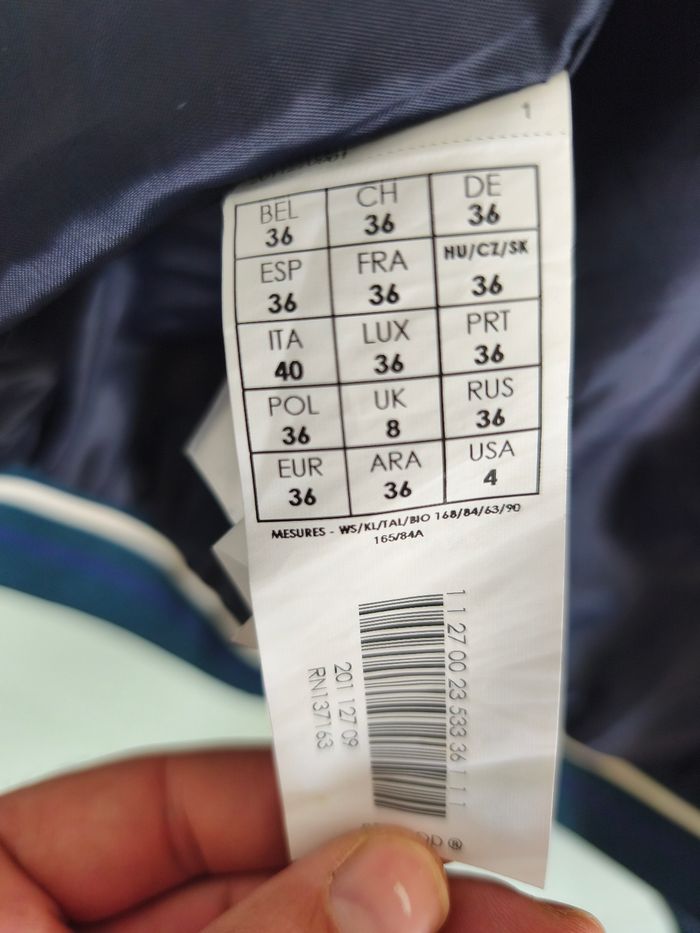 1
BEL CH DE
36 36 36
ESP FRA HU/CZ/SK
36 36 36
ITA LUX PRT
40 36 36
POL UK RUS
36 8 36
EUR ARA USA
36 36 4
MESURES - WS/KL/TAL/BIO 168/84/63/90
165/84A
1 1 27 00 23 533 36 1 1 1
201 127 09
RN137163